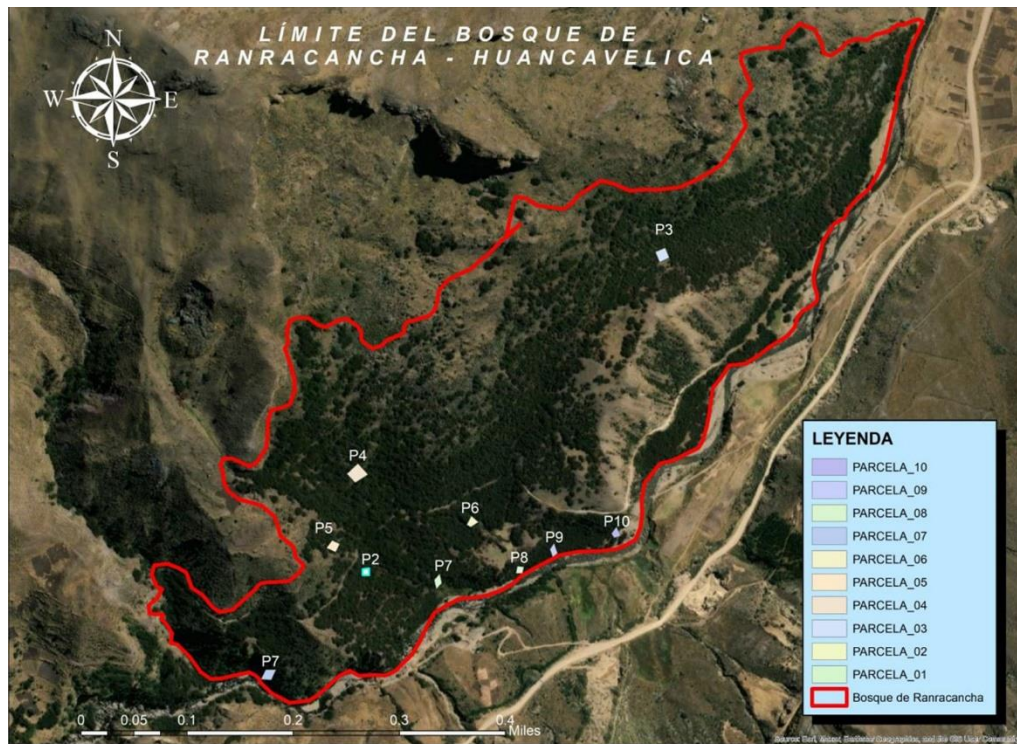 LÍMITE DEL BOSQUE DE
RANRACANCHA - HUANCAVELICA
N
W E
S
P3
P4
P6
P5
P10
P9
P2
P7
P8
P7
LEYENDA
PARCELA_10
PARCELA_09
PARCELA_08
PARCELA_07
PARCELA_06
PARCELA_05
PARCELA_04
PARCELA_03
PARCELA_02
PARCELA_01
Bosque de Ranracancha
0 0.05 0.1 0.2 0.3 0.4
Miles